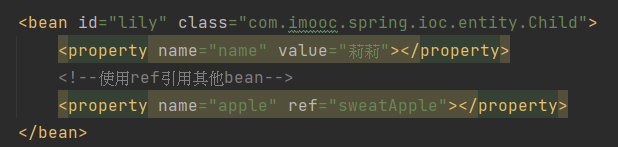 <bean id="lily" class="com.imooc.spring.ioc.entity.Child">
<property name="name" value="莉莉"></property>
<!--使用ref引用其他bean-->
<property name="apple" ref="sweatApple"></property>
</bean>